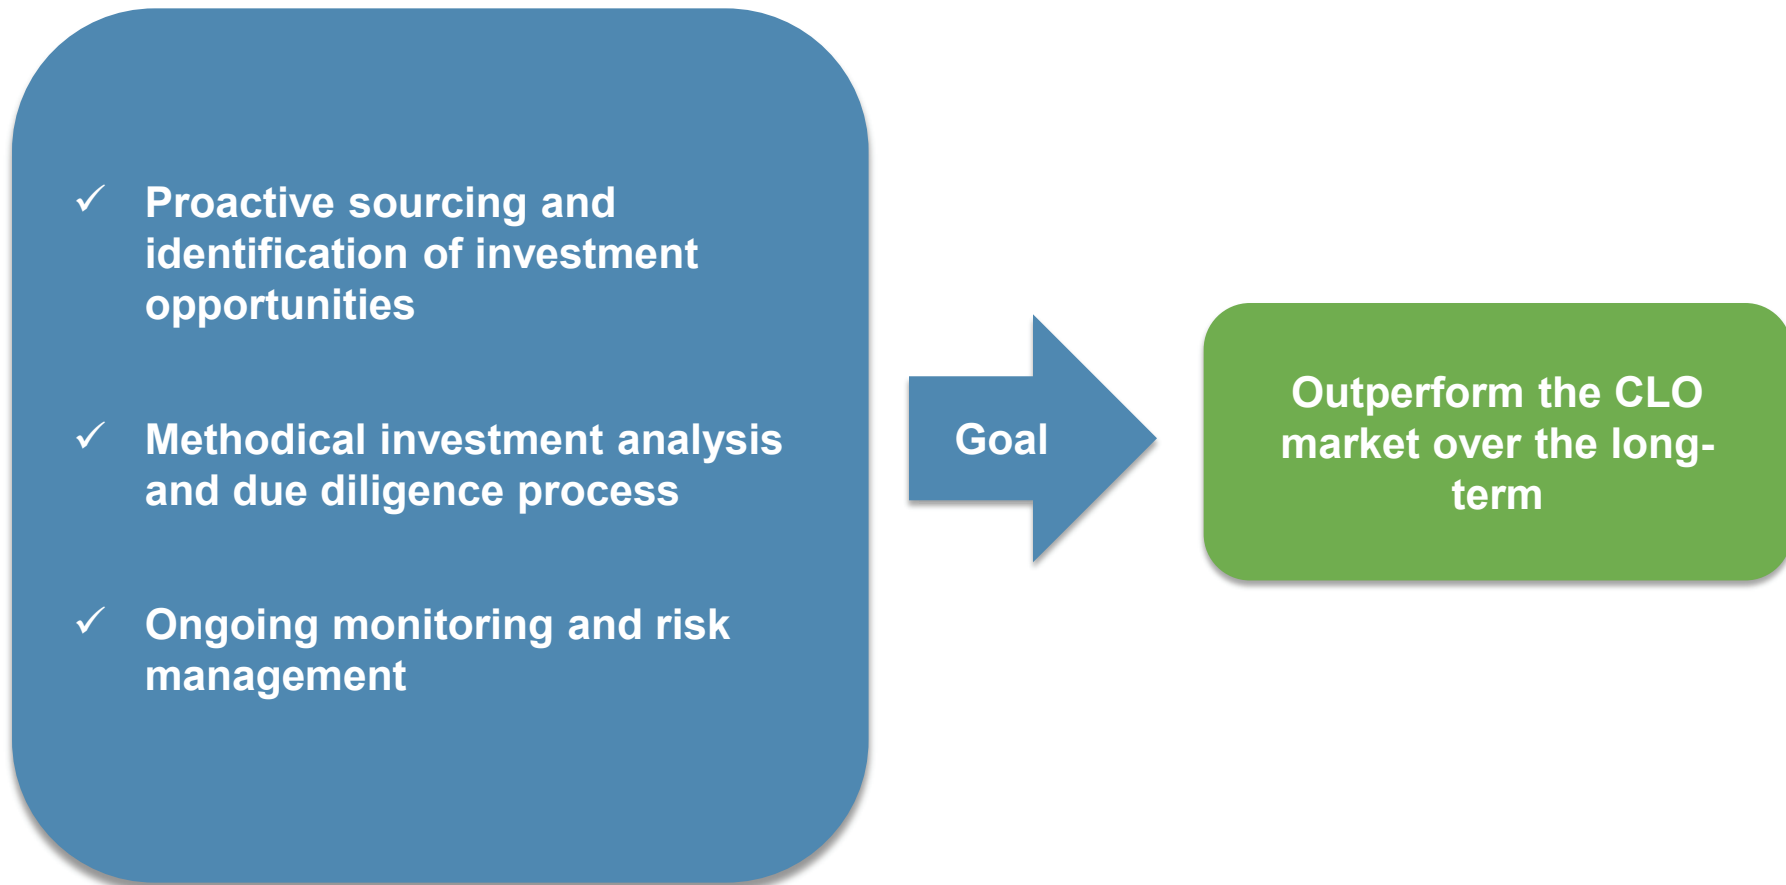 ✓ Proactive sourcing and
identification of investment
opportunities
✓ Methodical investment analysis
and due diligence process
✓ Ongoing monitoring and risk
management
Goal
Outperform the CLO
market over the long-
term